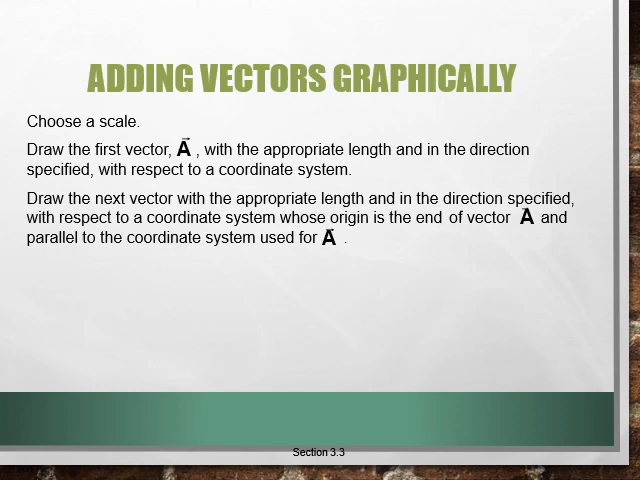 ADDING VECTORS GRAPHICALLY
Choose a scale.
Draw the first vector, A⃗ , with the appropriate length and in the direction
specified, with respect to a coordinate system.
Draw the next vector with the appropriate length and in the direction specified,
with respect to a coordinate system whose origin is the end of vector A⃗ and
parallel to the coordinate system used for A⃗ .
Section 3.3